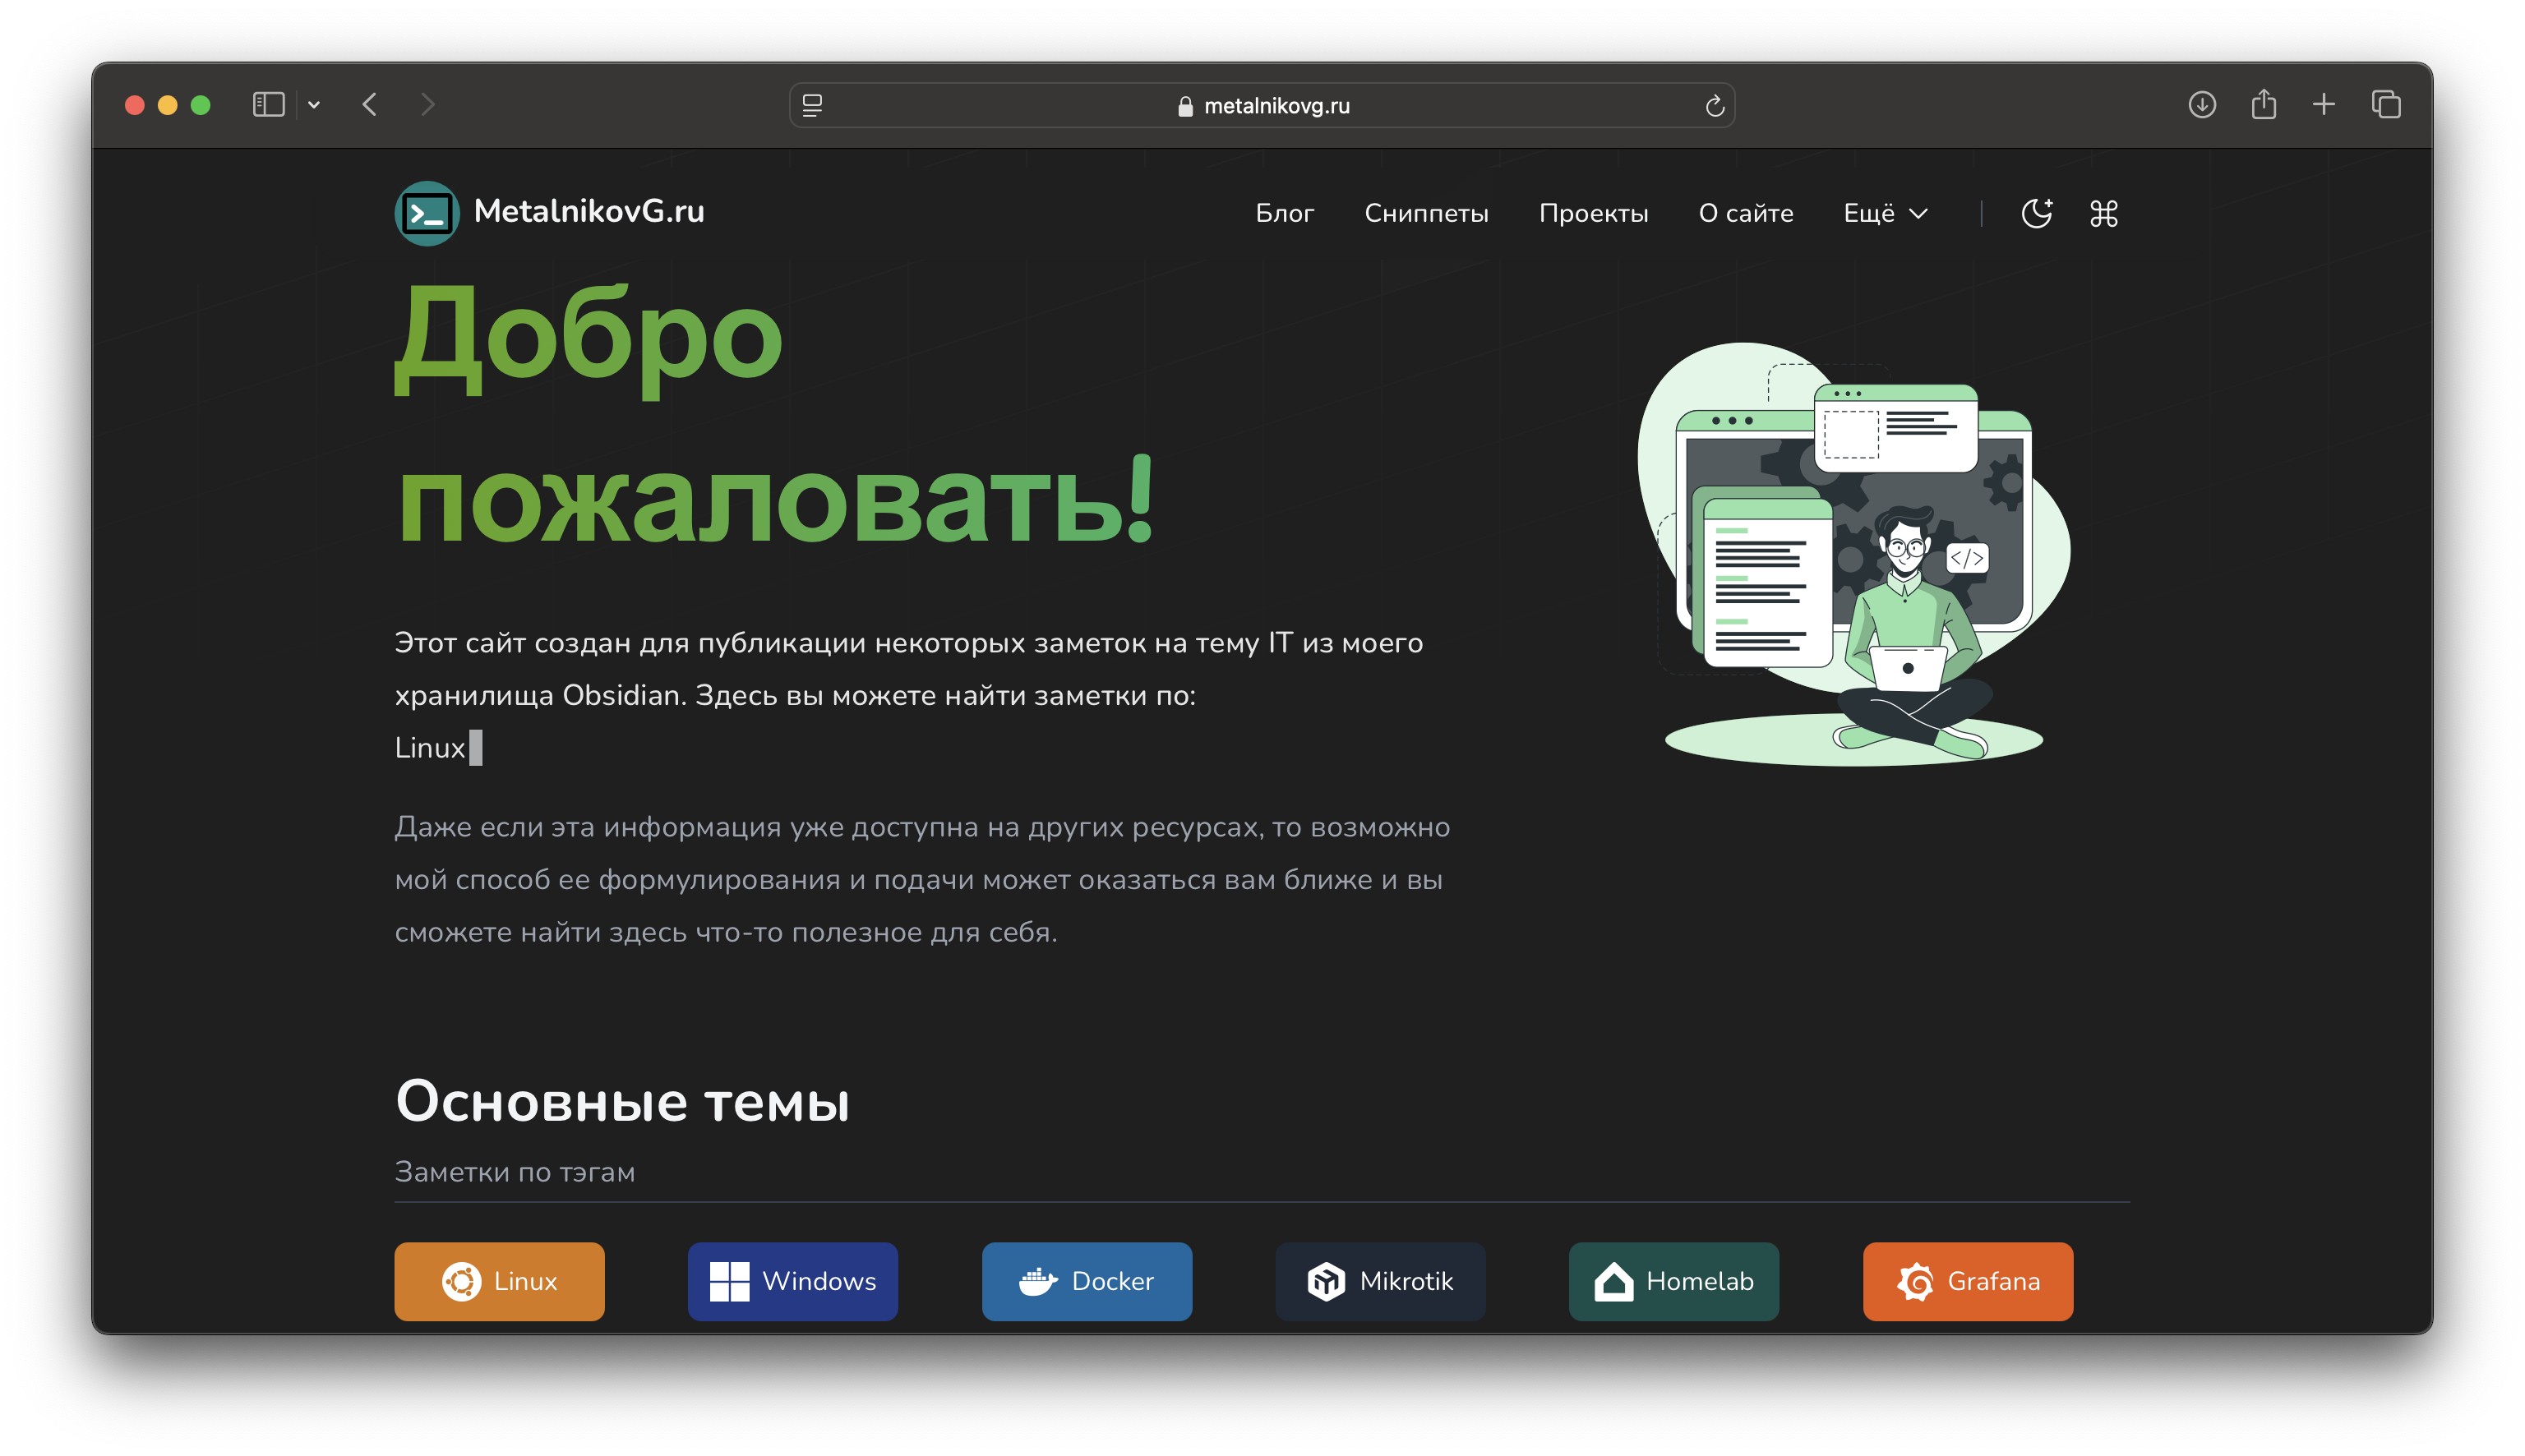 metalnikovg.ru
MetalnikovG.ru
Блог Сниппеты Проекты О сайте Ещё
Добро
пожаловать!
</>
Этот сайт создан для публикации некоторых заметок на тему IT из моего
хранилища Obsidian. Здесь вы можете найти заметки по:
Linux
Даже если эта информация уже доступна на других ресурсах, то возможно
мой способ ее формулирования и подачи может оказаться вам ближе и вы
сможете найти здесь что-то полезное для себя.
Основные темы
Заметки по тэгам
Linux Windows Docker Mikrotik Homelab Grafana